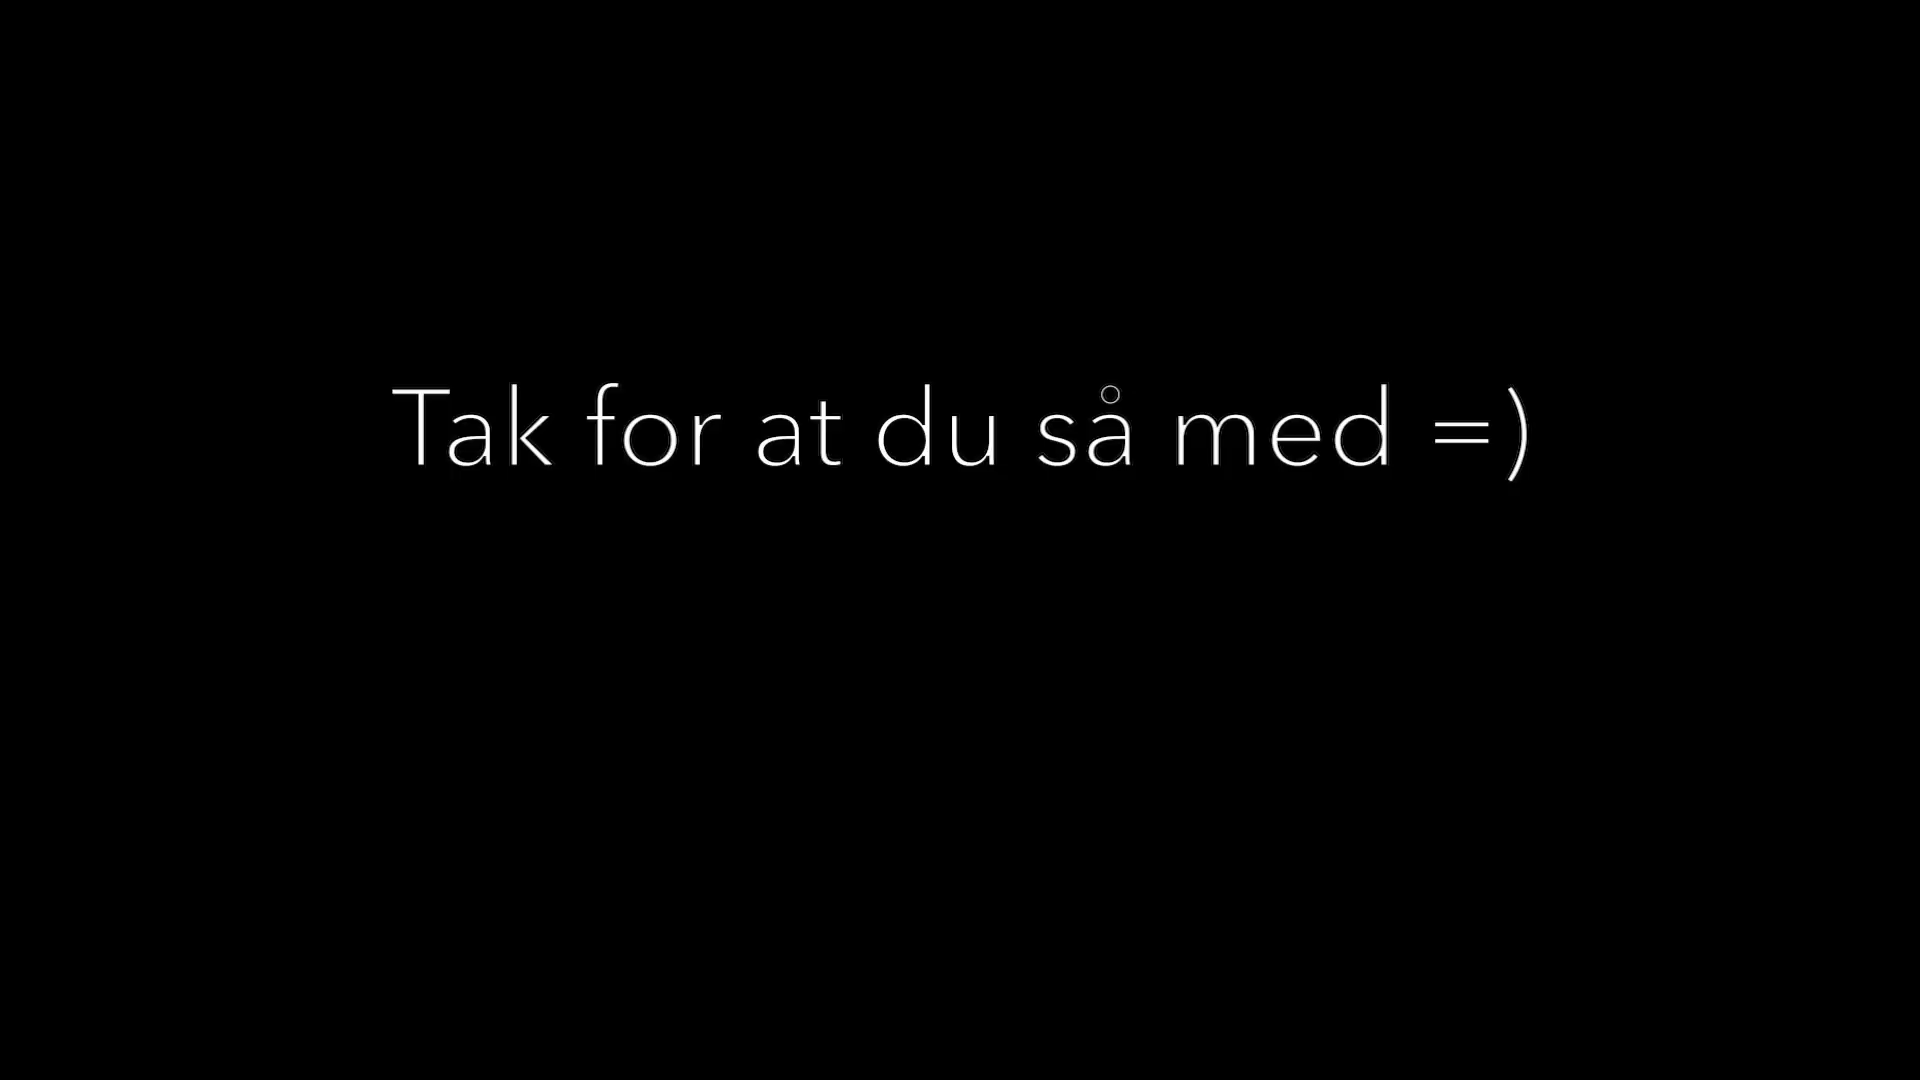 Tak for at du så med =)